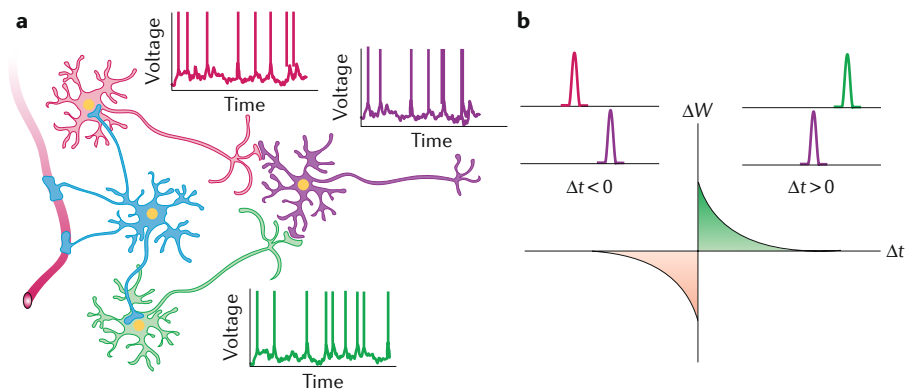 a
Voltage
Time
Voltage
Time
Voltage
Time
b
ΔW
Δt < 0
Δt > 0
Δt